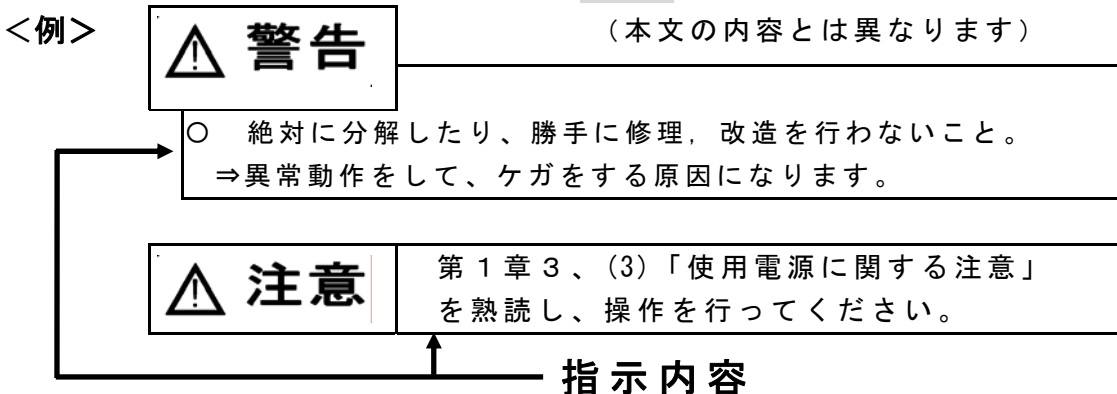 ＜例＞
⚠ 警告
（本文の内容とは異なります）
○　絶対に分解したり、勝手に修理，改造を行わないこと。
⇒異常動作をして、ケガをする原因になります。
⚠ 注意
第１章３、(3)「使用電源に関する注意」
を熟読し、操作を行ってください。
指示内容